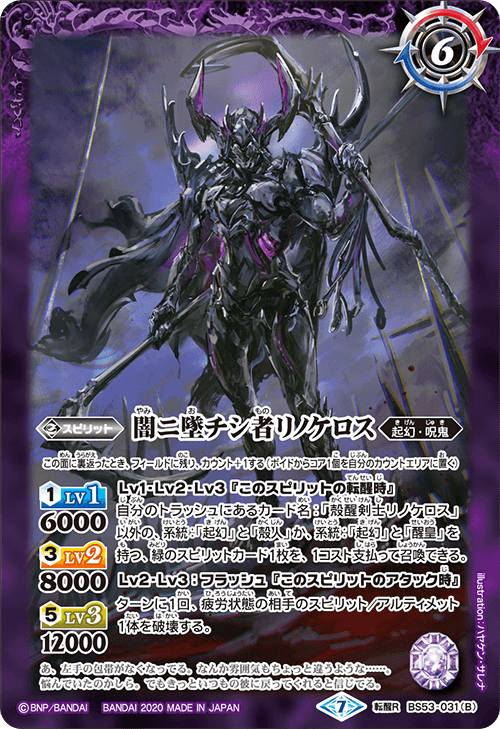 6
スピリット
闇ニ墜チシ者リノケロス
やみ お もの
起幻・呪鬼
きげん じゅき
この面に裏返ったとき、フィールドに残り、カウント+1する(ボイドからコア1個を自分のカウントエリアに置く)
1 LV1 6000
Lv1・Lv2・Lv3『このスピリットの転醒時』
自分のトラッシュにあるカード名:「殻醒剣士リノケロス」
以外の、系統:「起幻」と「殻人」か、系統:「起幻」と「醒皇」を
持つ、緑のスピリットカード1枚を、1コスト支払って召喚できる。
3 LV2 8000
Lv2・Lv3:フラッシュ『このスピリットのアタック時』
ターンに1回、疲労状態の相手のスピリット/アルティメット
1体を破壊する。
5 LV3 12000
あ、左手の包帯がなくなってる。なんか雰囲気もちょっと違うような……。
悩んでいたのかしら、でもきっといつもの彼に戻ってくれると信じてる。
illustration:ハヤケン・サレナ
©BNP/BANDAI BANDAI 2020 MADE IN JAPAN
7
転醒R BS53-031(B)